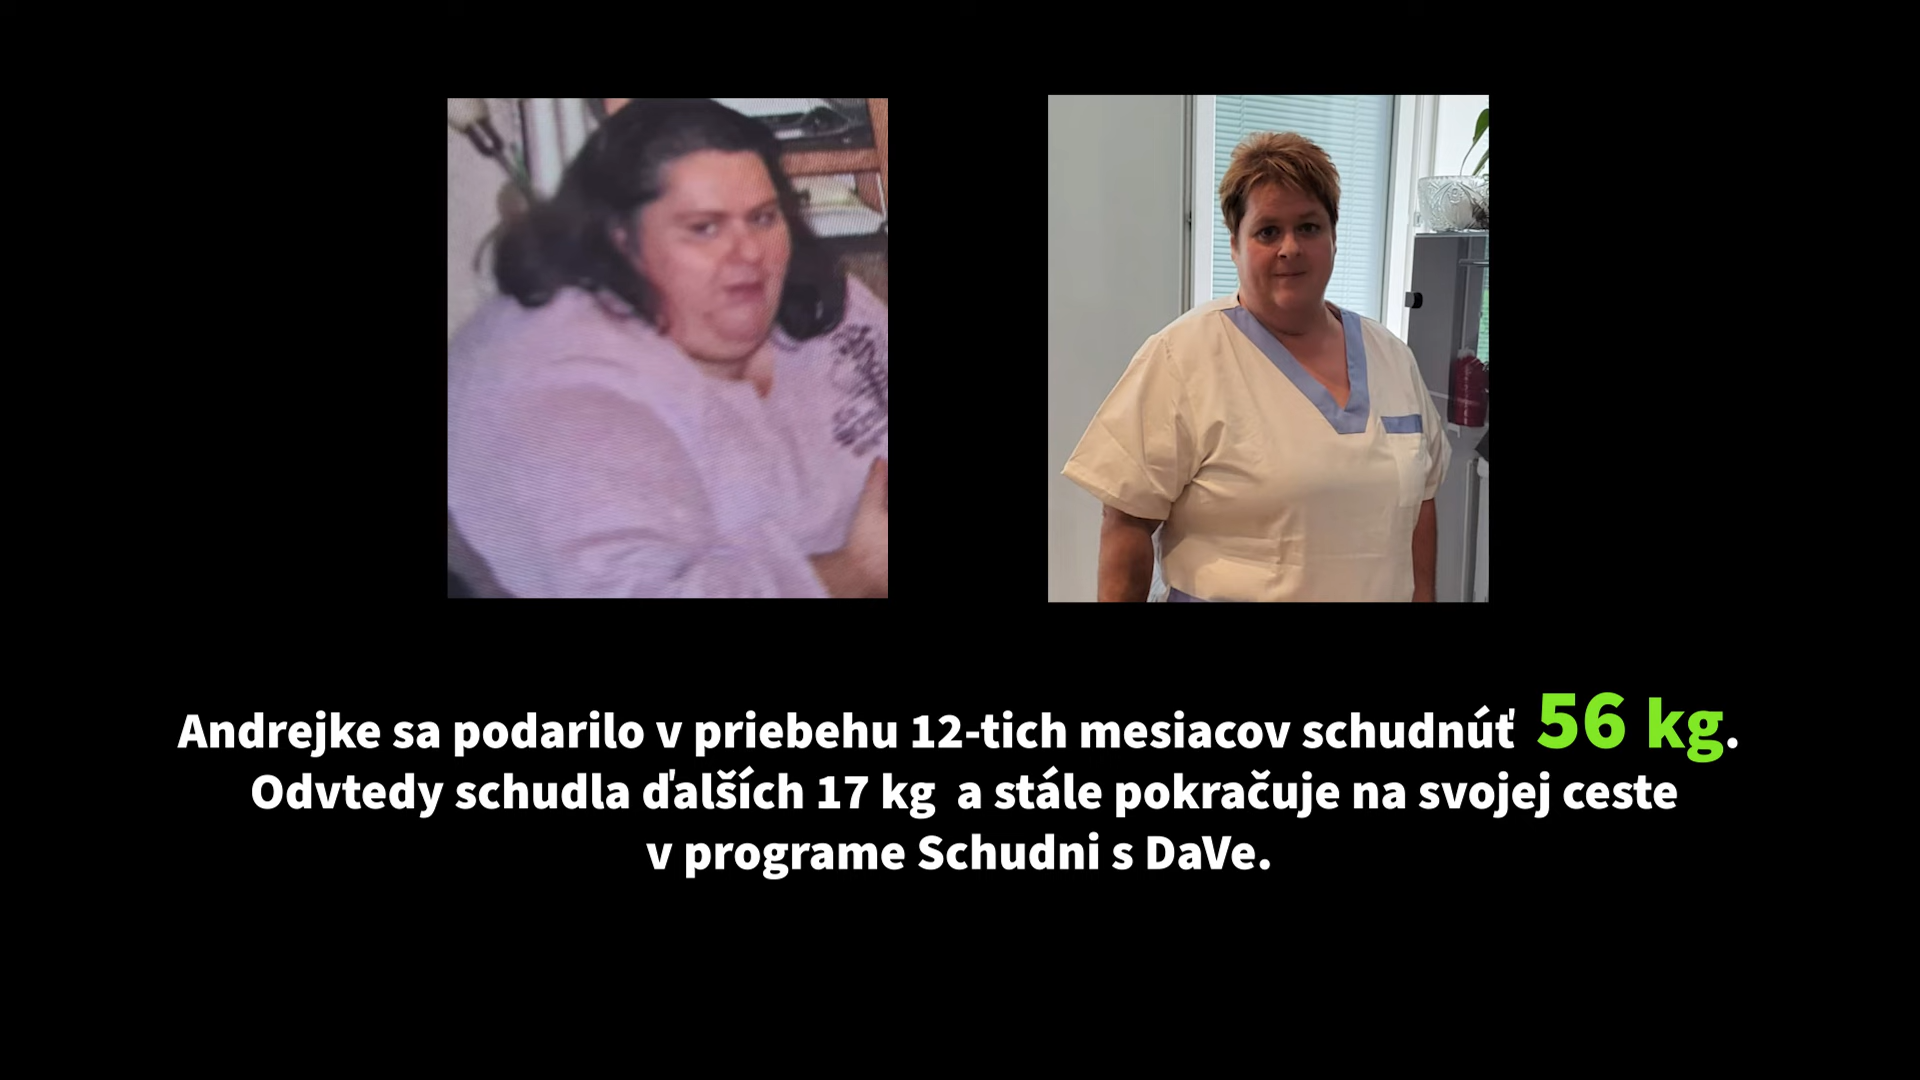 Andrejke sa podarilo v priebehu 12-tich mesiacov schudnúť 56 kg.
Odvtedy schudla ďalších 17 kg a stále pokračuje na svojej ceste
v programe Schudni s DaVe.